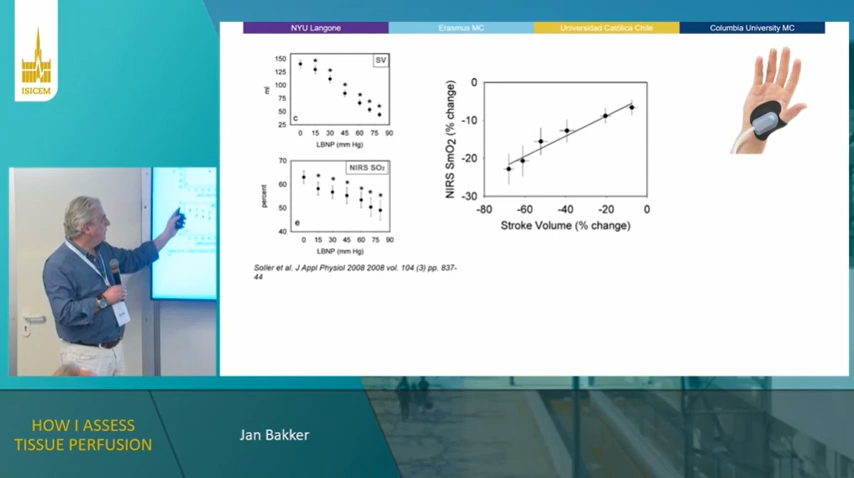 ISICEM
NYU Langone
Erasmus MC
Universidad Católica Chile
Columbia University MC
SV
150
125
100
75
50
25
ml
c
0 15 30 45 60 75 90
LBNP (mm Hg)
NIRS SO₂
70
60
50
40
percent
e
0 15 30 45 60 75 90
LBNP (mm Hg)
Soller et al. J Appl Physiol 2008 2008 vol. 104 (3) pp. 837-
44
NIRS SmO₂ (% change)
0
-10
-20
-30
-80 -60 -40 -20 0
Stroke Volume (% change)
HOW I ASSESS
TISSUE PERFUSION
Jan Bakker